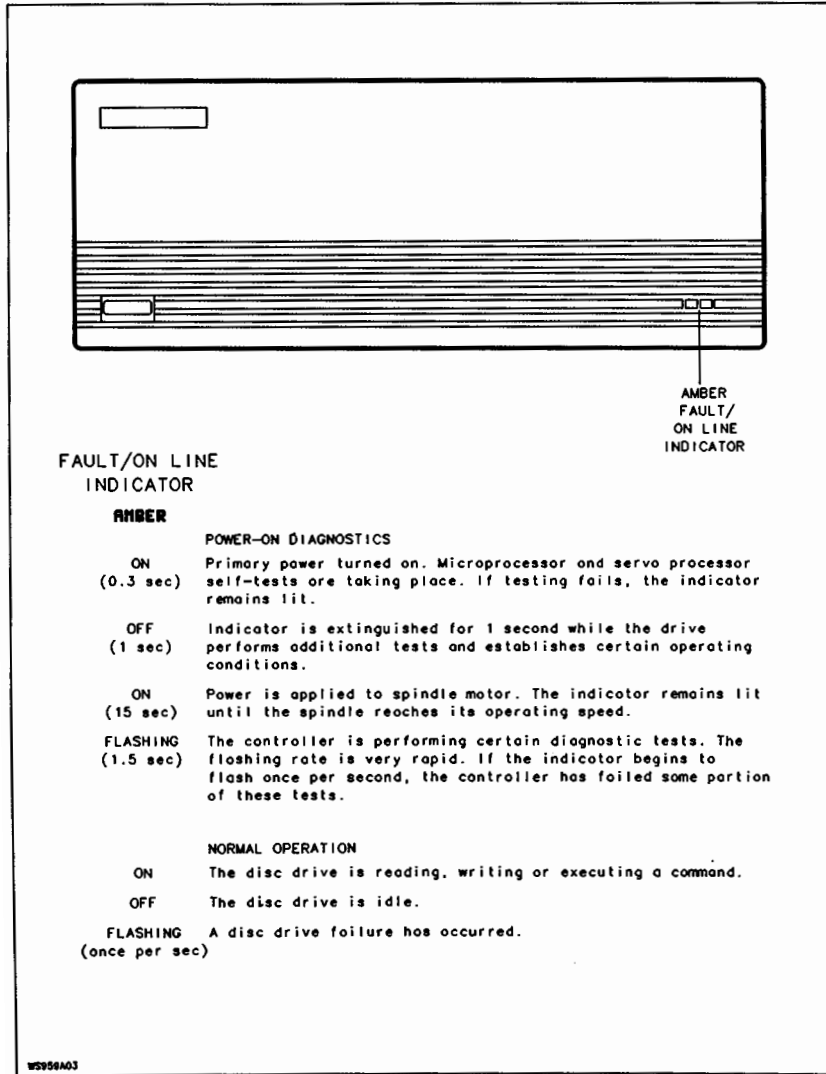 AMBER
FAULT/
ON LINE
INDICATOR
FAULT/ON LINE
INDICATOR
AMBER
POWER-ON DIAGNOSTICS
ON Primary power turned on. Microprocessor and servo processor
(0.3 sec) self-tests are taking place. If testing fails, the indicator
remains lit.
OFF Indicator is extinguished for 1 second while the drive
(1 sec) performs additional tests and establishes certain operating
conditions.
ON Power is applied to spindle motor. The indicator remains lit
(15 sec) until the spindle reaches its operating speed.
FLASHING The controller is performing certain diagnostic tests. The
(1.5 sec) flashing rate is very rapid. If the indicator begins to
flash once per second, the controller has failed some portion
of these tests.
NORMAL OPERATION
ON The disc drive is reading, writing or executing a command.
OFF The disc drive is idle.
FLASHING A disc drive failure has occurred.
(once per sec)
WS959A03